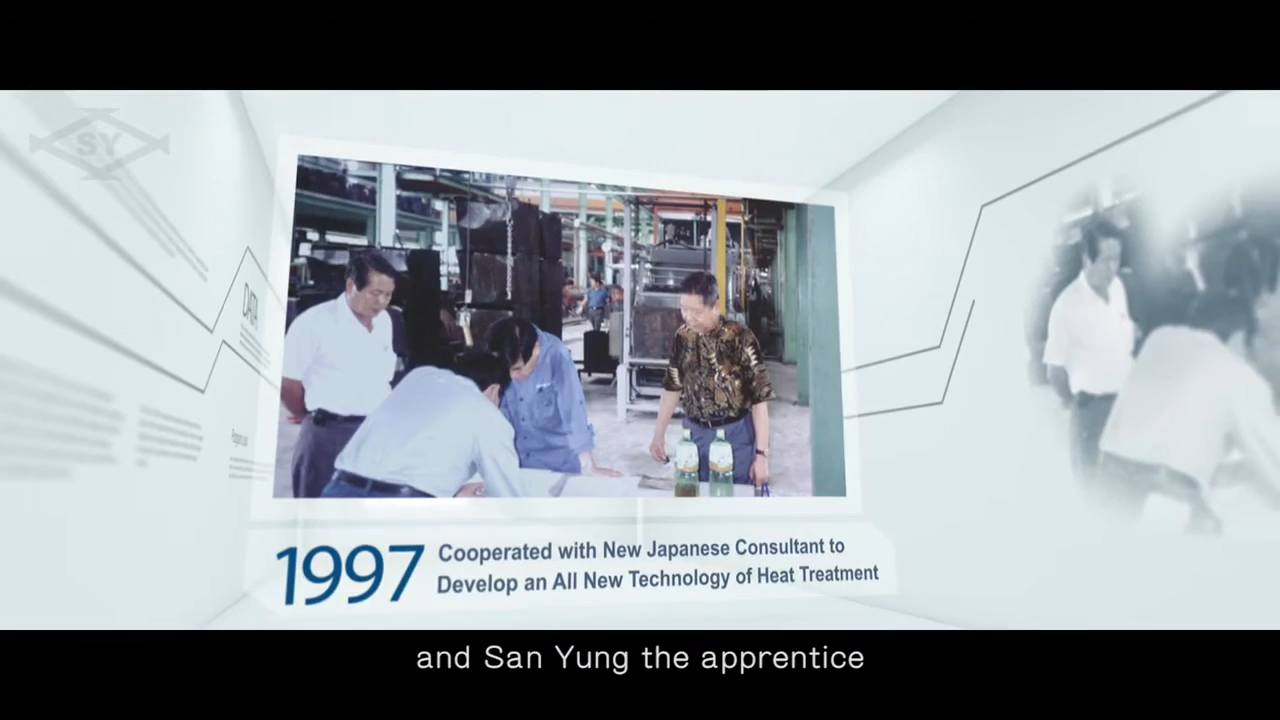 SY
DATA
1997
Cooperated with New Japanese Consultant to
Develop an All New Technology of Heat Treatment
and San Yung the apprentice